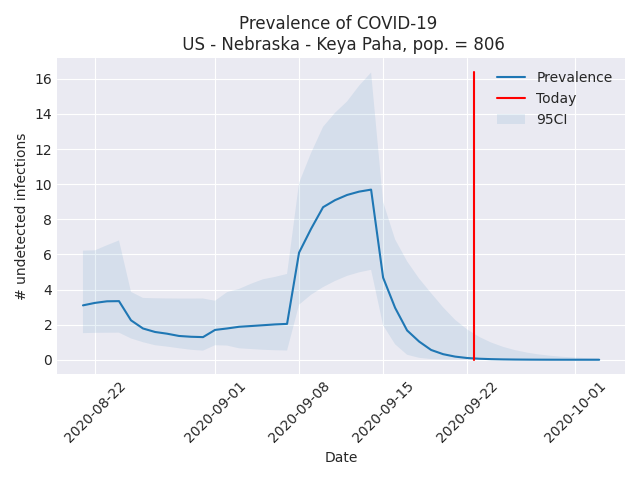 Prevalence of COVID-19
US - Nebraska - Keya Paha, pop. = 806
# undetected infections
16
14
12
10
8
6
4
2
0
Prevalence
Today
95CI
2020-08-22
2020-09-01
2020-09-08
2020-09-15
2020-09-22
2020-10-01
Date